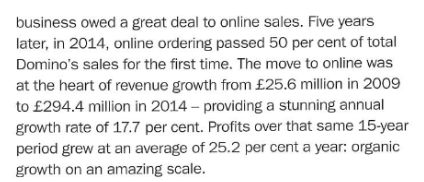 business owed a great deal to online sales. Five years
later, in 2014, online ordering passed 50 per cent of total
Domino's sales for the first time. The move to online was
at the heart of revenue growth from £25.6 million in 2009
to £294.4 million in 2014 – providing a stunning annual
growth rate of 17.7 per cent. Profits over that same 15-year
period grew at an average of 25.2 per cent a year: organic
growth on an amazing scale.